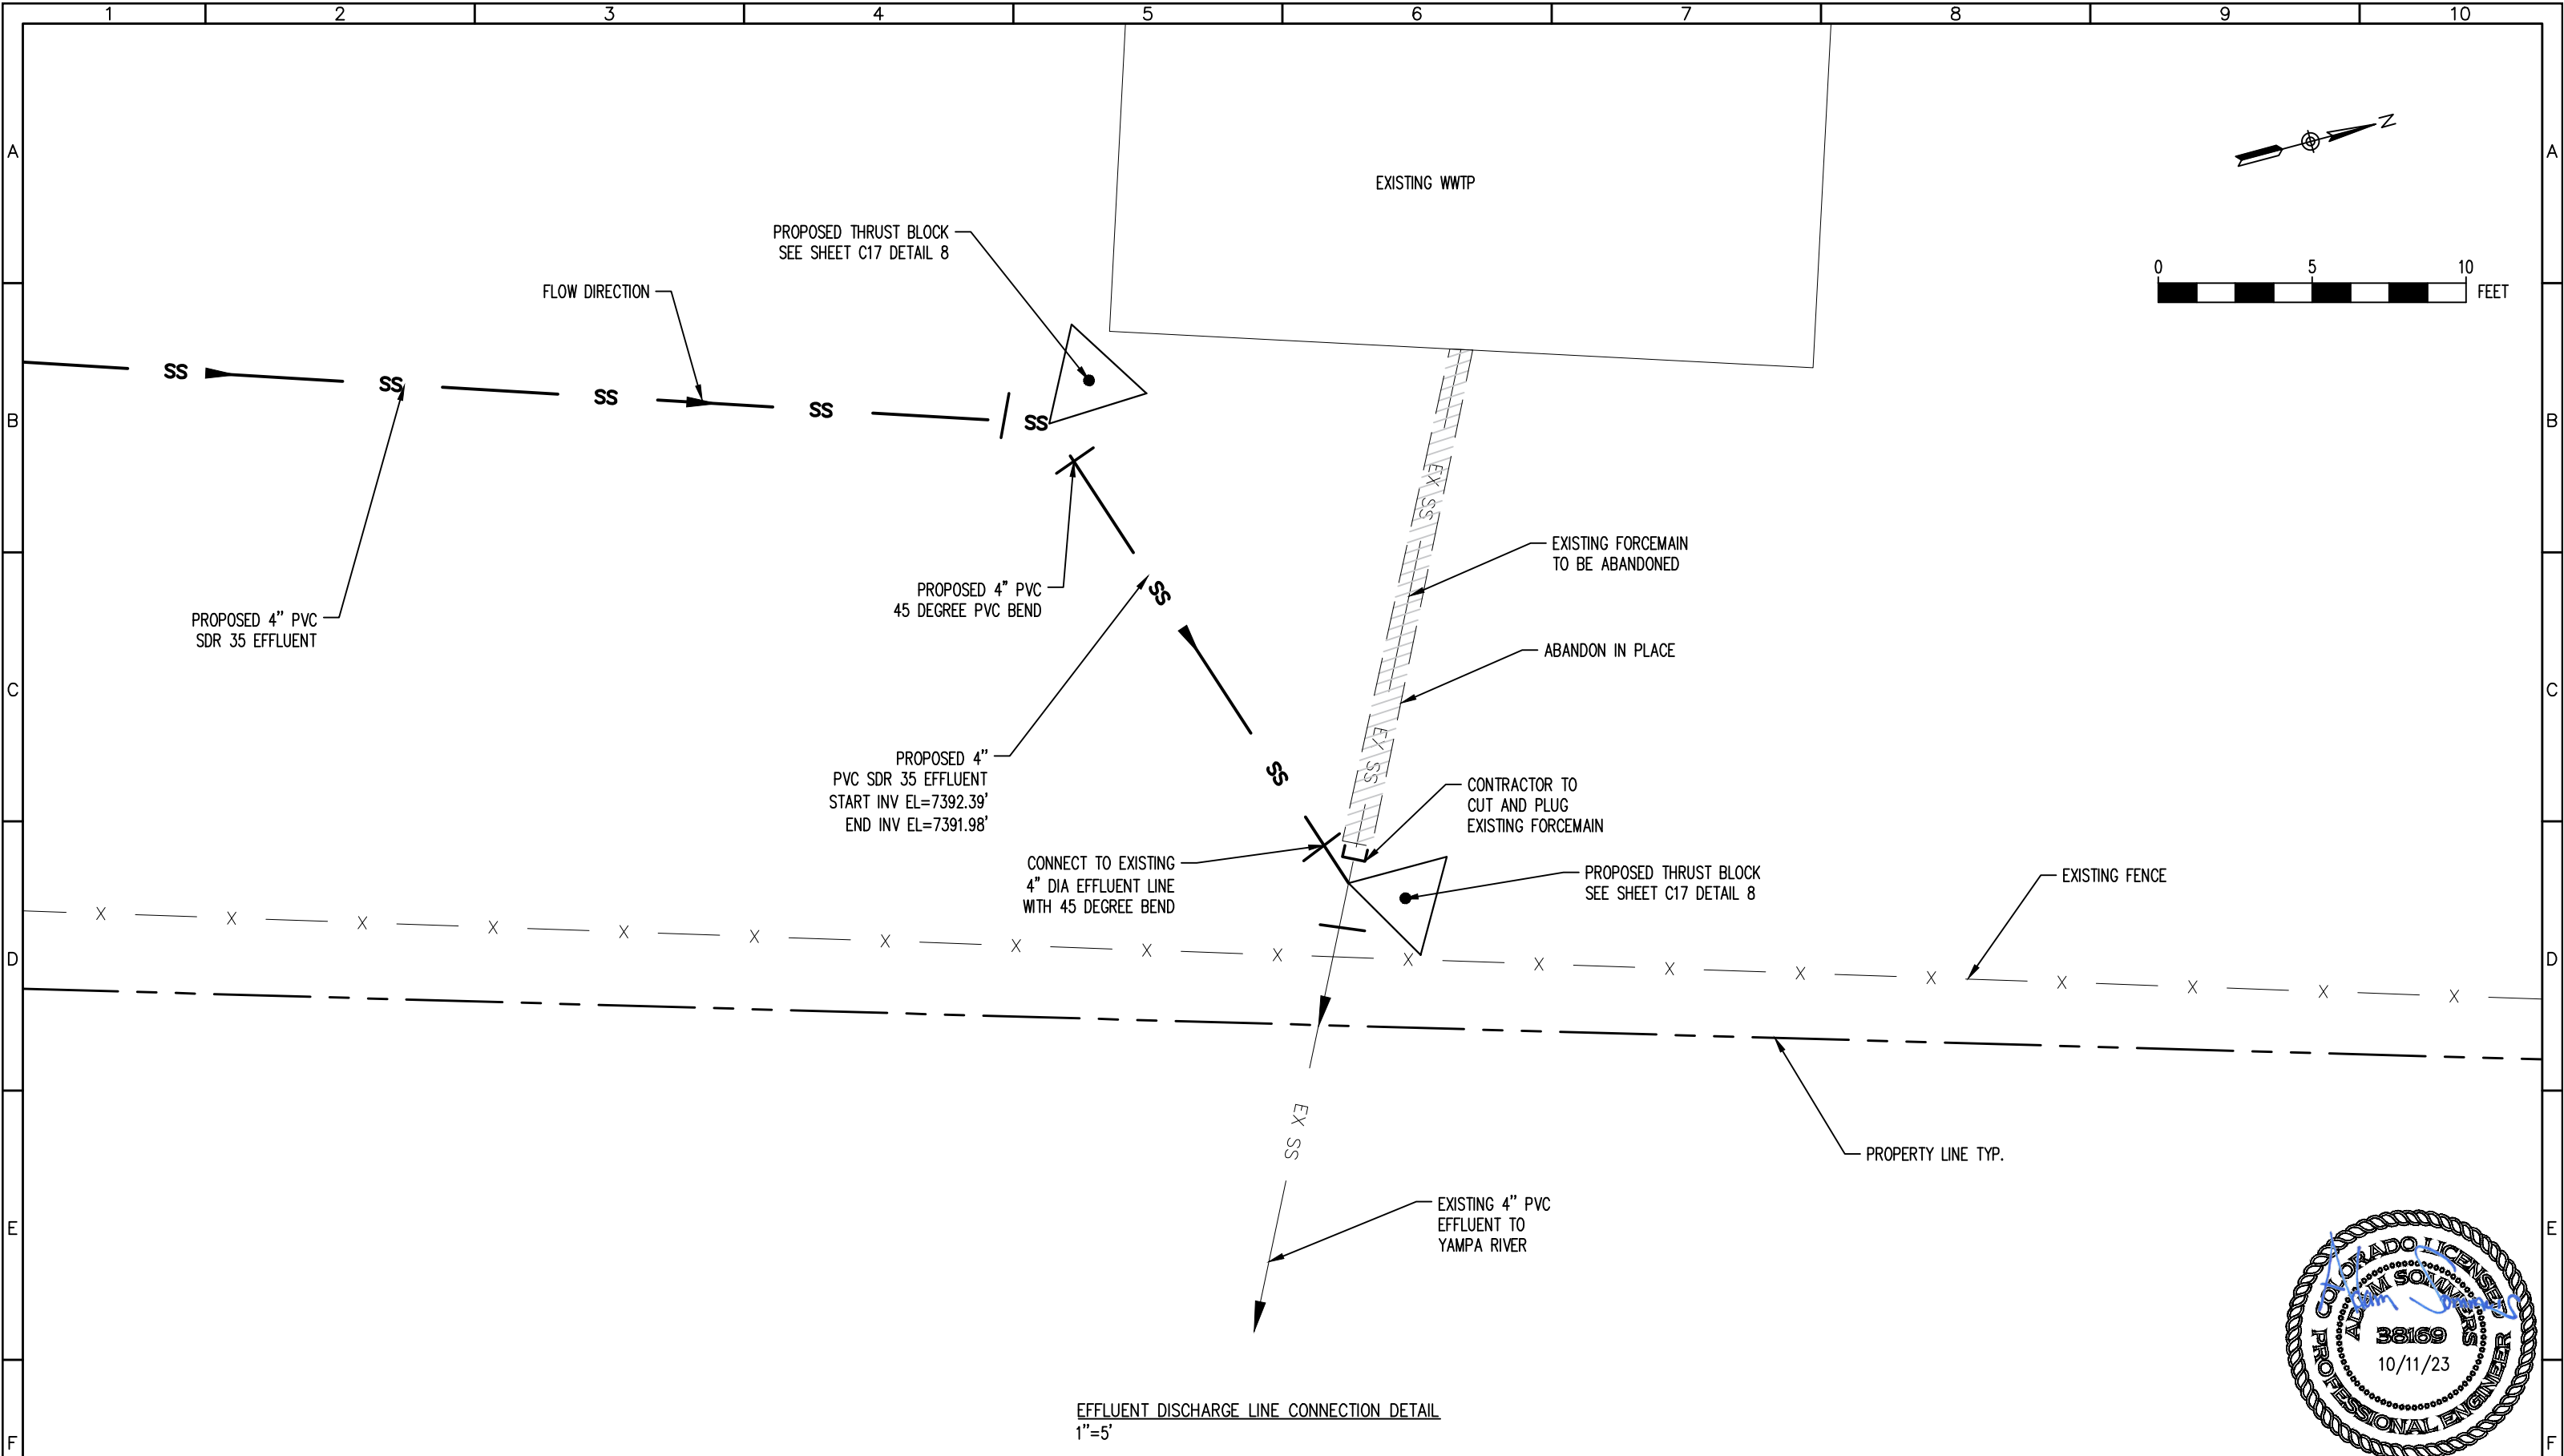 1 2 3 4 5 6 7 8 9 10
A
A
EXISTING WWTP
N
PROPOSED THRUST BLOCK
SEE SHEET C17 DETAIL 8
0 5 10
FEET
FLOW DIRECTION
SS SS SS SS SS
B
B
EX SS
EXISTING FORCEMAIN
TO BE ABANDONED
PROPOSED 4" PVC
45 DEGREE PVC BEND
SS
PROPOSED 4" PVC
SDR 35 EFFLUENT
ABANDON IN PLACE
C
C
EX SS
PROPOSED 4"
PVC SDR 35 EFFLUENT
START INV EL=7392.39'
END INV EL=7391.98'
SS
CONTRACTOR TO
CUT AND PLUG
EXISTING FORCEMAIN
CONNECT TO EXISTING
4" DIA EFFLUENT LINE
WITH 45 DEGREE BEND
PROPOSED THRUST BLOCK
SEE SHEET C17 DETAIL 8
EXISTING FENCE
X X X X X X X X X X X X X X X X X X X
D
D
EX SS
PROPERTY LINE TYP.
EXISTING 4" PVC
EFFLUENT TO
YAMPA RIVER
E
E
COLORADO LICENSED
ADAM SOMMERS
Adam Sommers
38169
10/11/23
PROFESSIONAL ENGINEER
EFFLUENT DISCHARGE LINE CONNECTION DETAIL
1"=5'
F
F